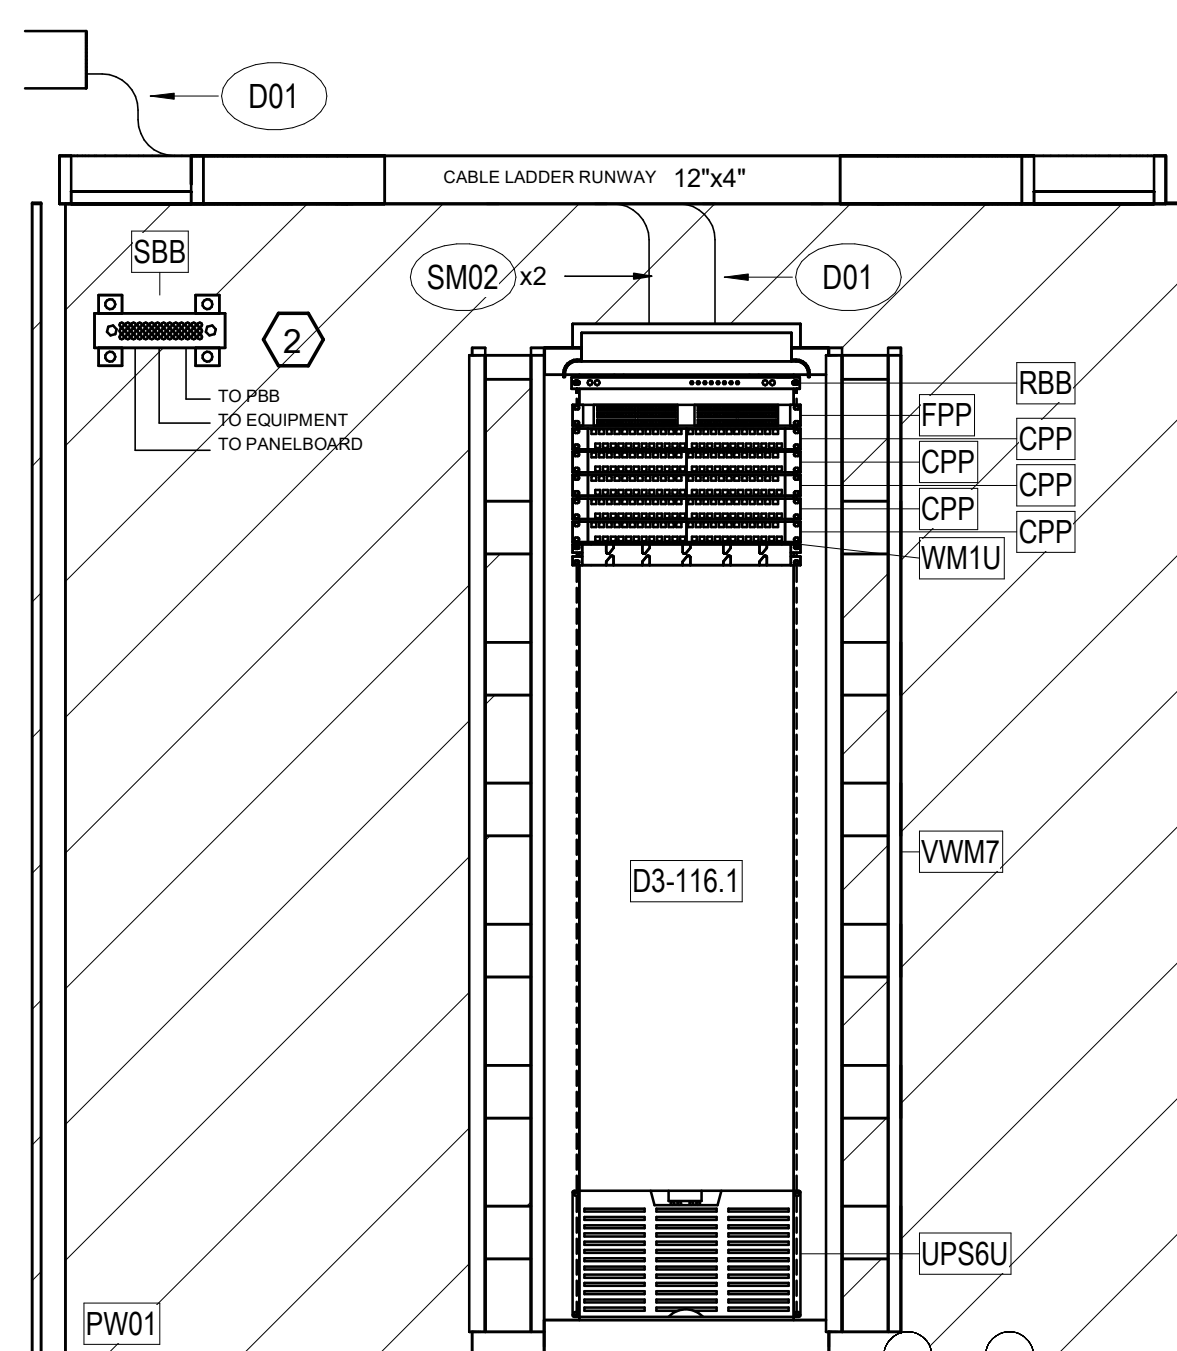 D01
CABLE LADDER RUNWAY 12"x4"
SBB
SM02 x2
D01
2
RBB
TO PBB
FPP
TO EQUIPMENT
CPP
TO PANELBOARD
CPP
CPP
CPP
CPP
WM1U
VWM7
D3-116.1
UPS6U
PW01